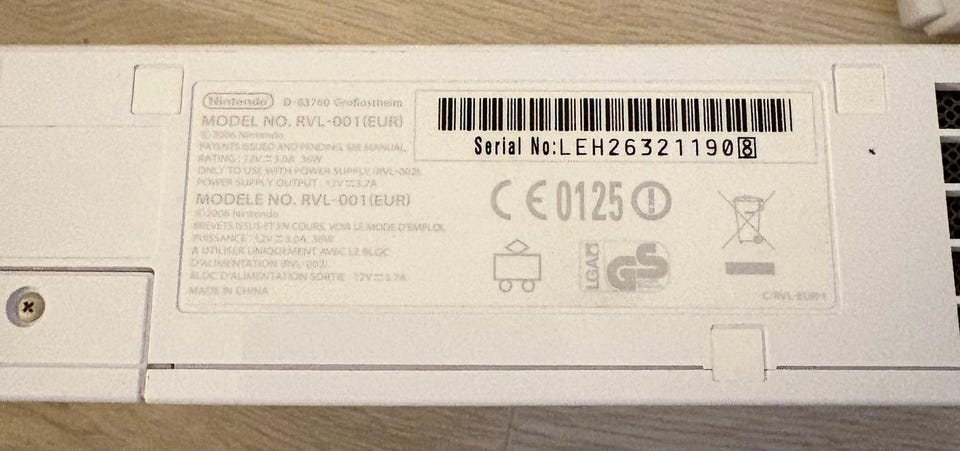 Nintendo D-63760 Großostheim
MODEL NO. RVL-001(EUR)
© 2006 Nintendo
PATENTS ISSUED AND PENDING, SEE MANUAL
RATING : 12V⎓3.0A 36W
ONLY TO USE WITH POWER SUPPLY (RVL-002)
POWER SUPPLY OUTPUT : 12V⎓3.7A
MODELE NO. RVL-001(EUR)
©2006 Nintendo
BREVETS ISSUS ET EN COURS, VOIR LE MODE D'EMPLOI.
PUISSANCE : 12V⎓3.0A, 36W
A UTILISER UNIQUEMENT AVEC LE BLOC
D'ALIMENTATION (RVL-002)
BLOC D'ALIMENTATION SORTIE : 12V⎓3.7A
MADE IN CHINA
Serial No:LEH263211908
CE0125
LGA GS
C/RVL-EUR-1